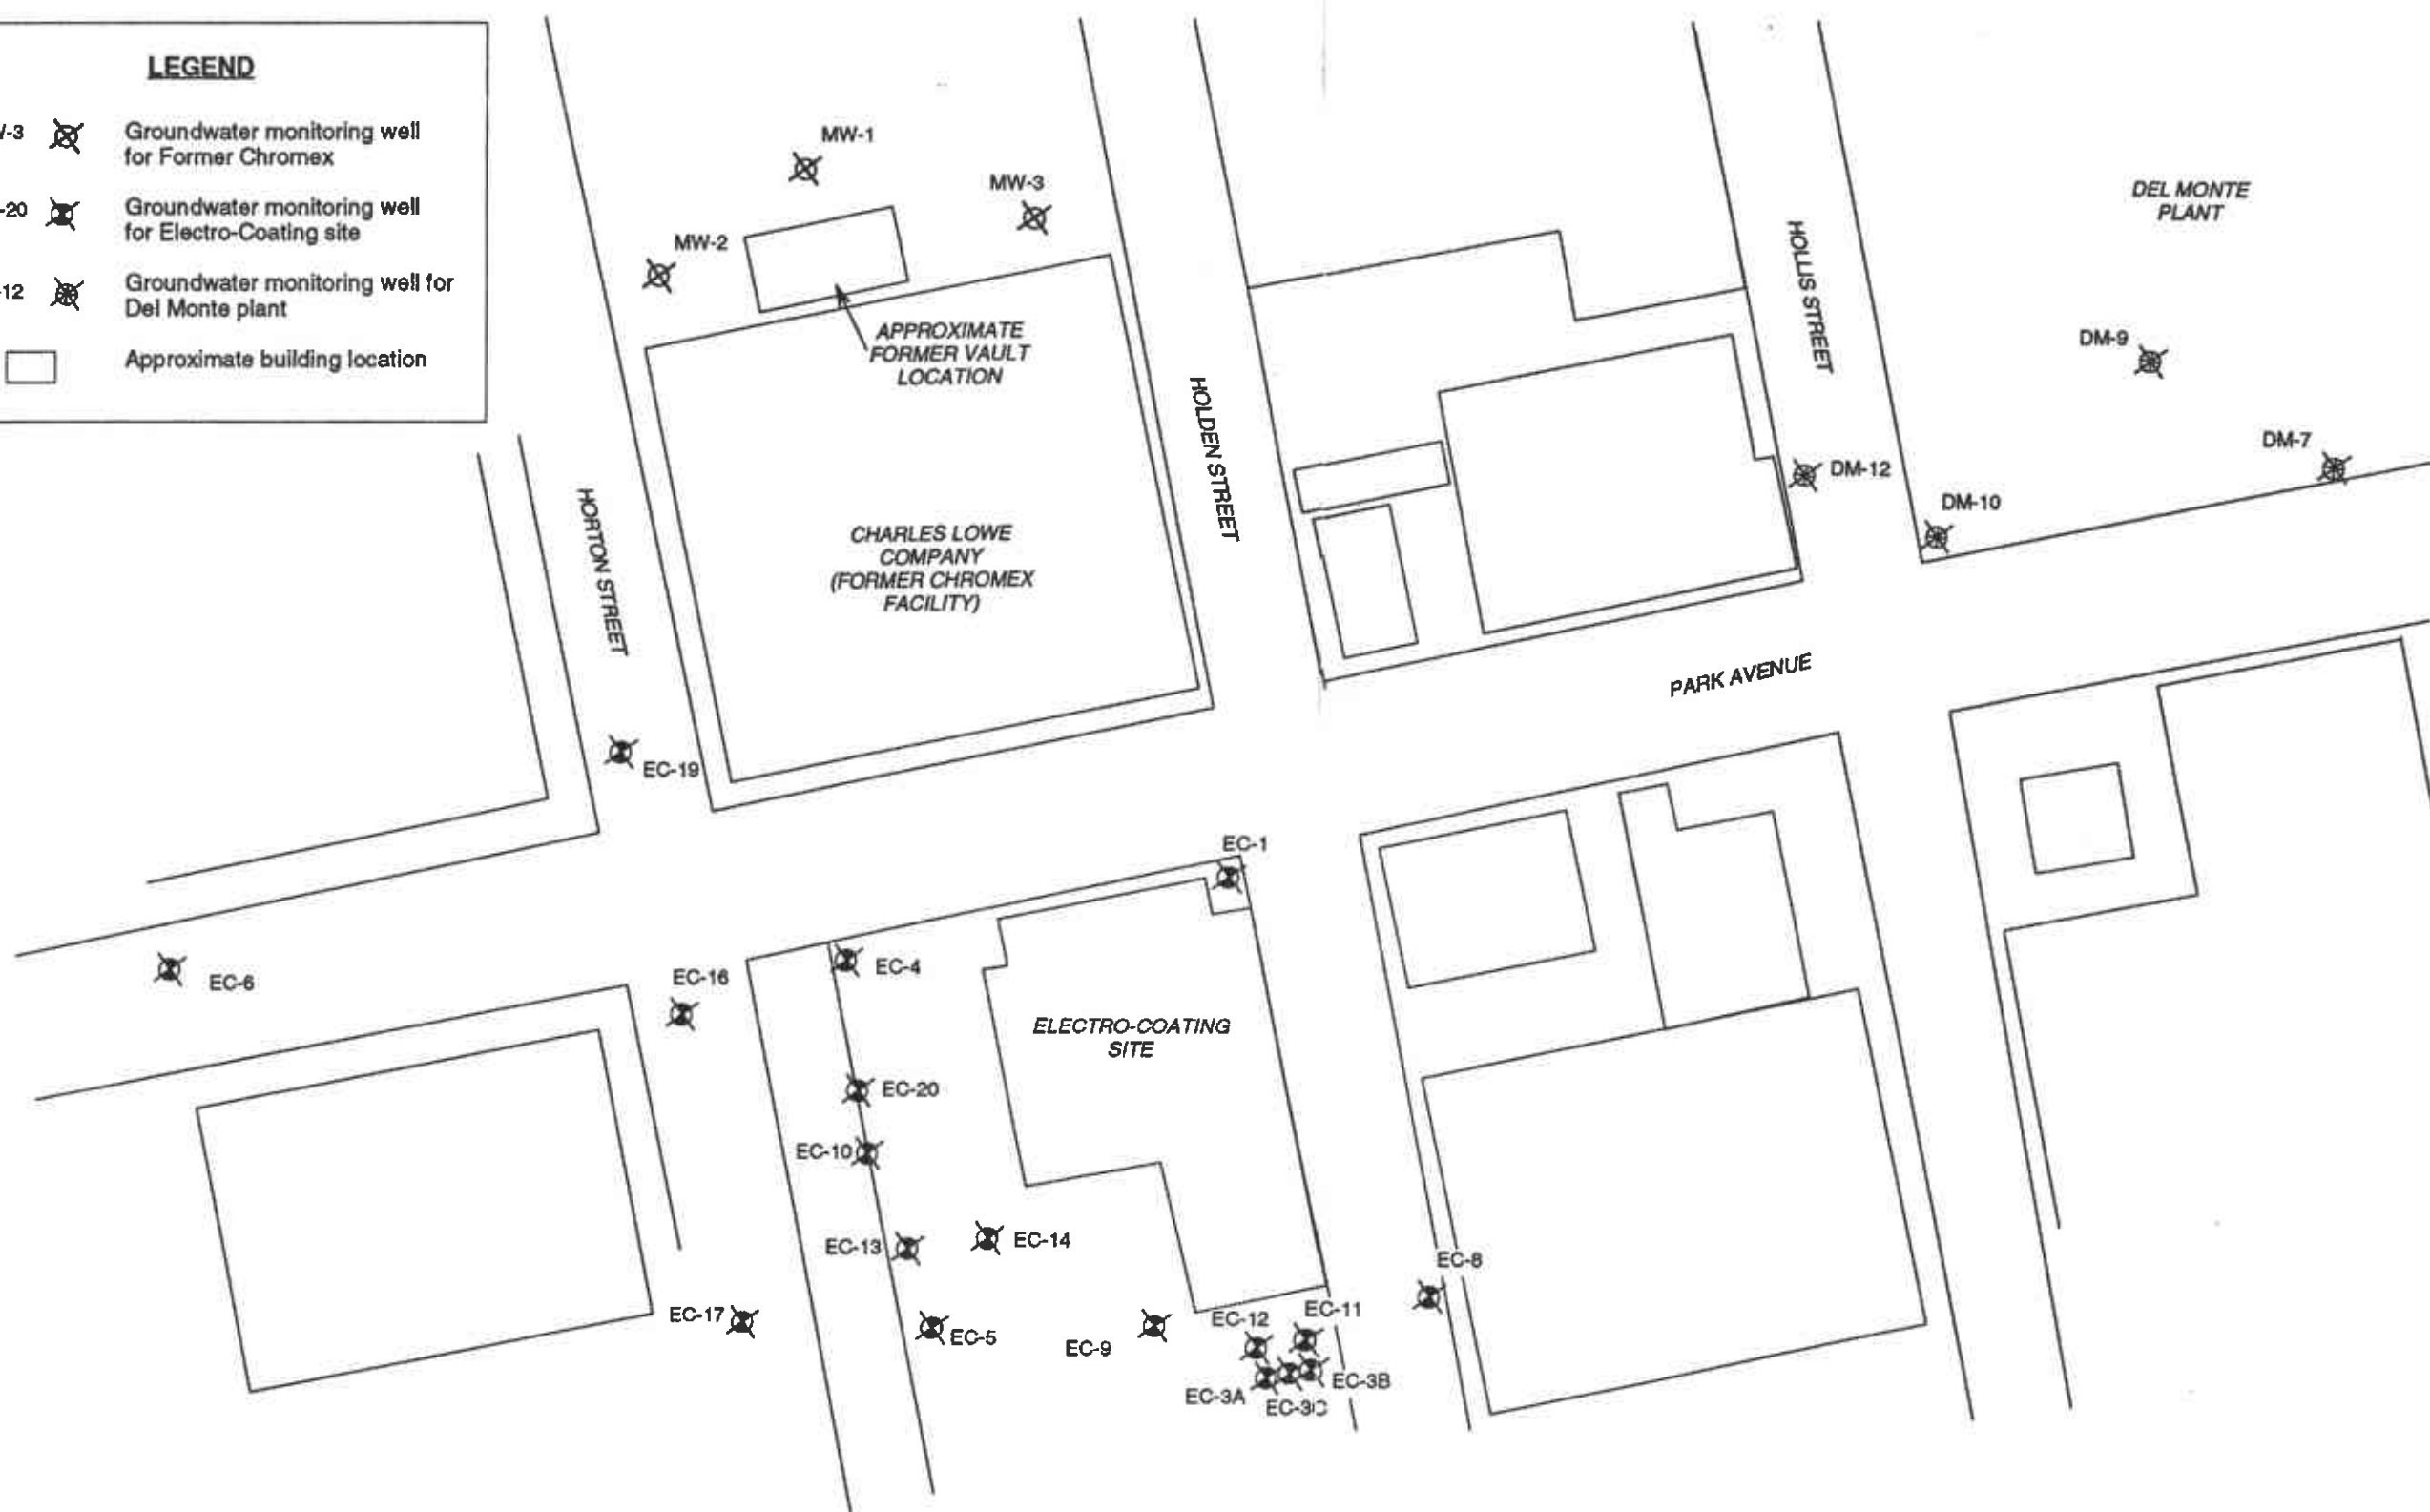 LEGEND
V-3
Groundwater monitoring well
for Former Chromex
-20
Groundwater monitoring well
for Electro-Coating site
-12
Groundwater monitoring well for
Del Monte plant
Approximate building location
MW-1
MW-3
MW-2
APPROXIMATE
FORMER VAULT
LOCATION
CHARLES LOWE
COMPANY
(FORMER CHROMEX
FACILITY)
HORTON STREET
HOLDEN STREET
HOLLIS STREET
DEL MONTE
PLANT
DM-9
DM-7
DM-12
DM-10
PARK AVENUE
EC-19
EC-1
EC-6
EC-16
EC-4
ELECTRO-COATING
SITE
EC-20
EC-10
EC-13
EC-14
EC-8
EC-17
EC-5
EC-9
EC-12
EC-11
EC-3A
EC-3C
EC-3B